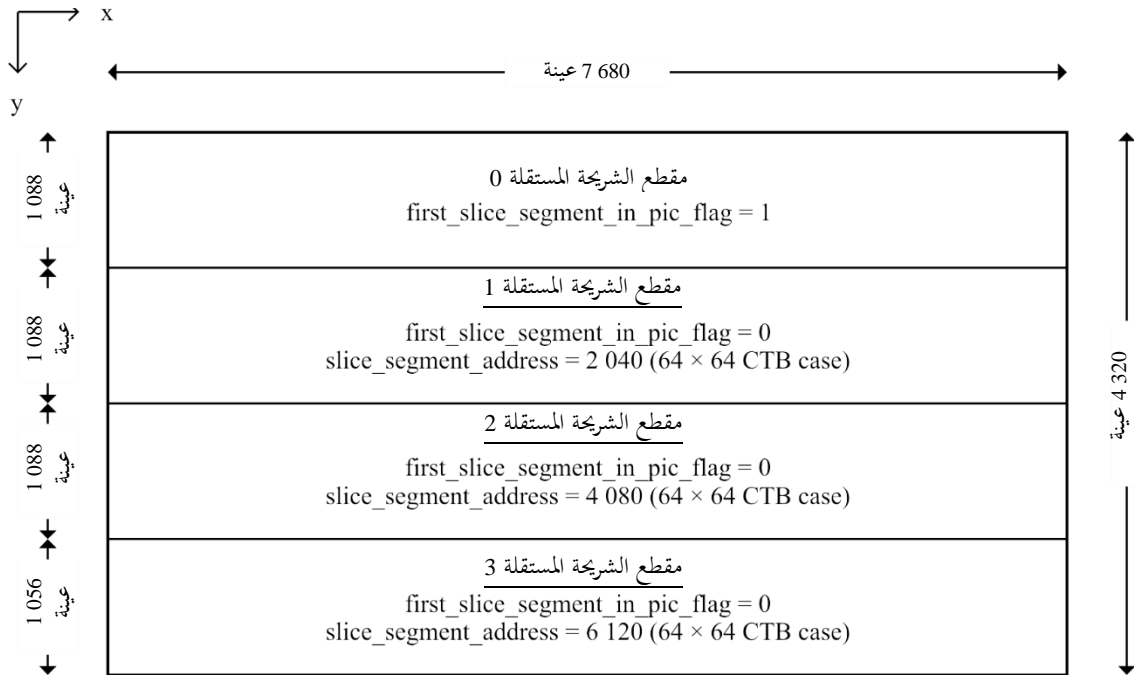 x
7 680 عينة
y
1 088 عينة
مقطع الشريحة المستقلة 0
first_slice_segment_in_pic_flag = 1
1 088 عينة
مقطع الشريحة المستقلة 1
first_slice_segment_in_pic_flag = 0
slice_segment_address = 2 040 (64 × 64 CTB case)
4 320 عينة
1 088 عينة
مقطع الشريحة المستقلة 2
first_slice_segment_in_pic_flag = 0
slice_segment_address = 4 080 (64 × 64 CTB case)
1 056 عينة
مقطع الشريحة المستقلة 3
first_slice_segment_in_pic_flag = 0
slice_segment_address = 6 120 (64 × 64 CTB case)